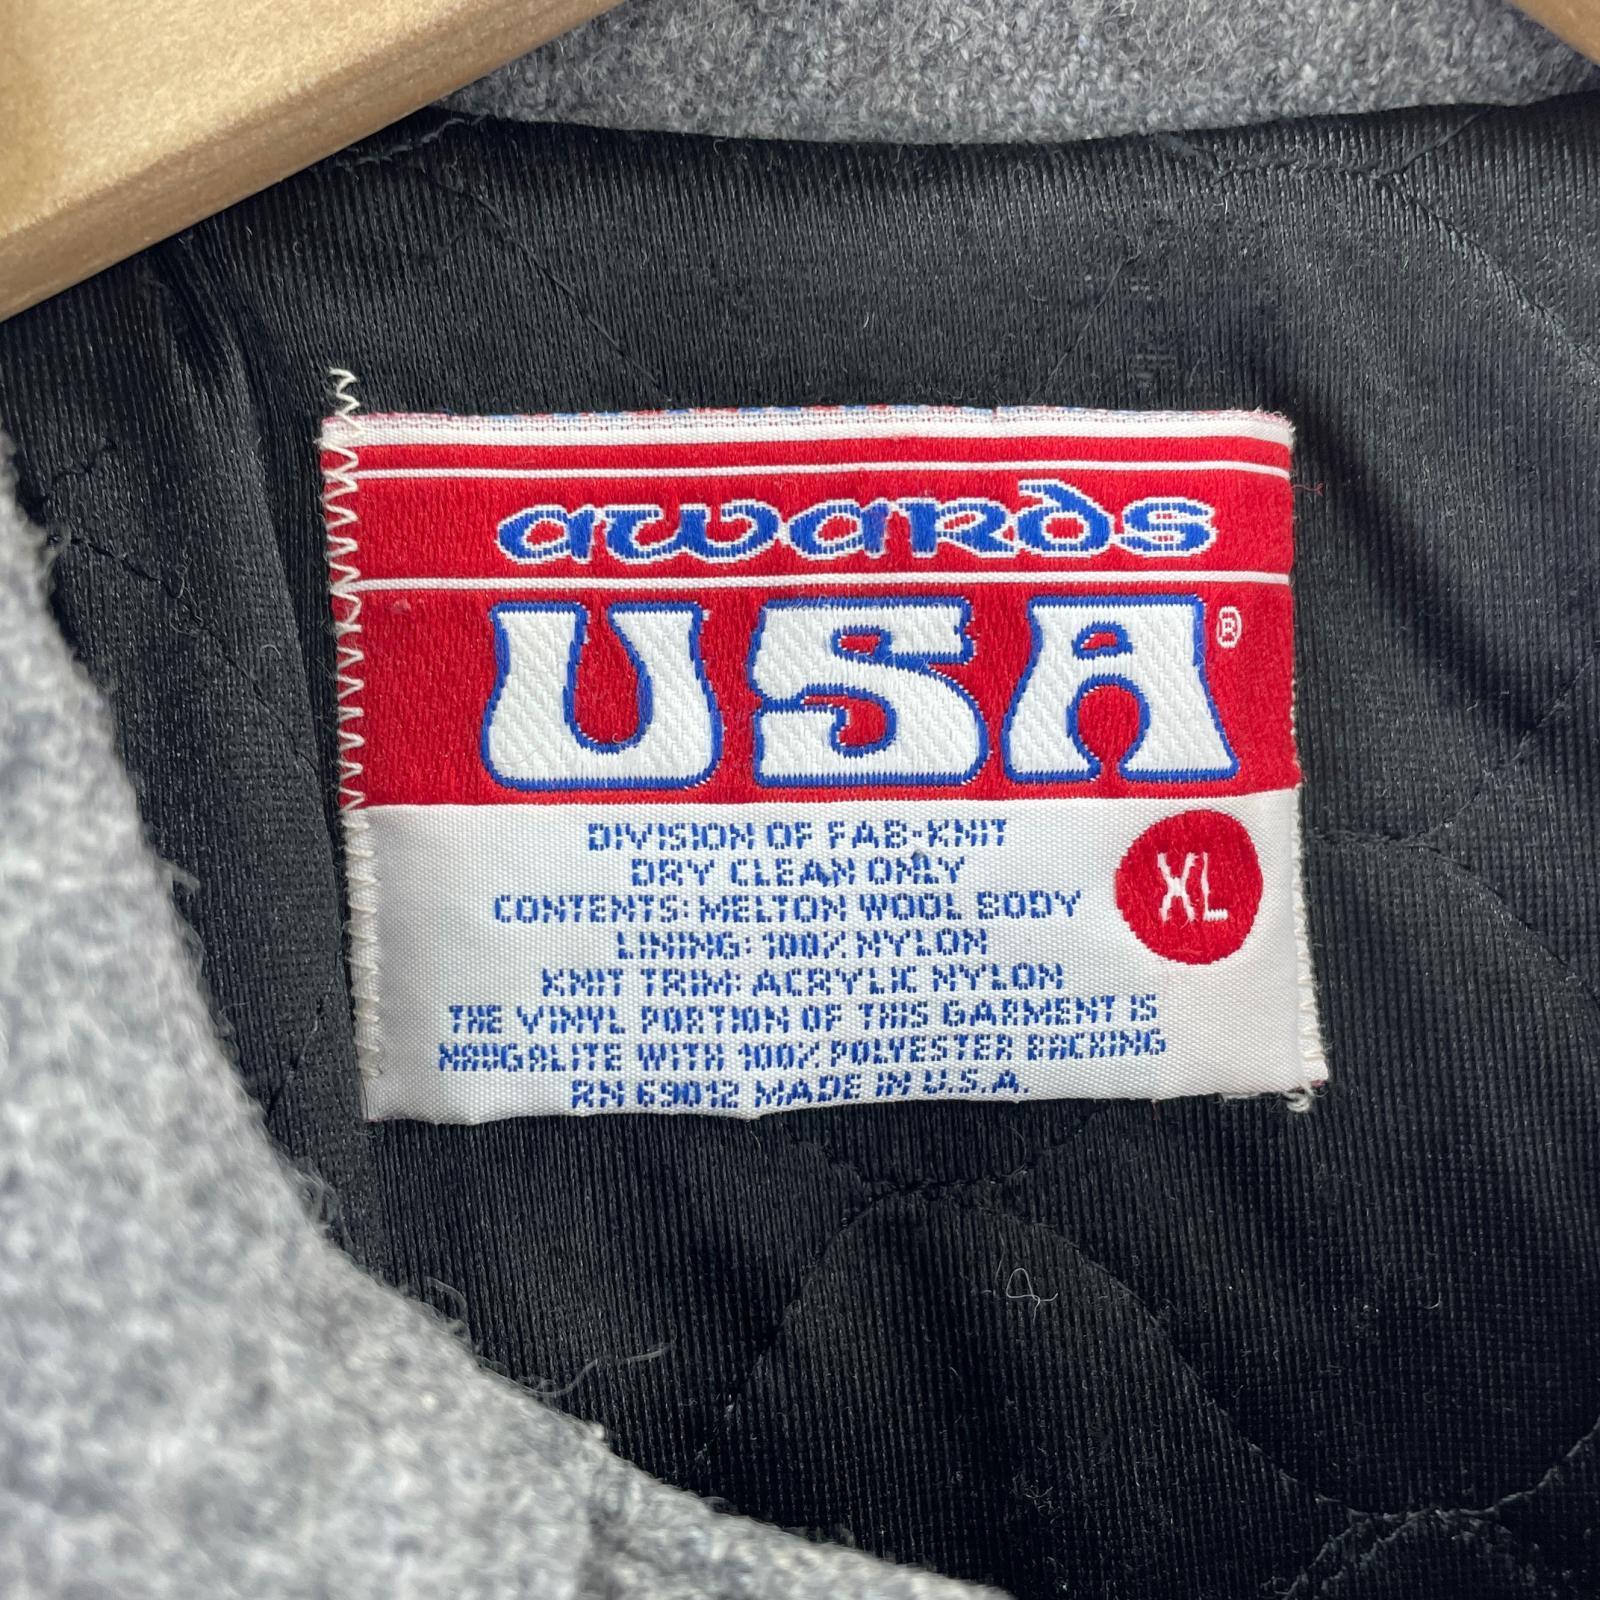 awards
USA®
DIVISION OF FAB-KNIT
DRY CLEAN ONLY
CONTENTS: MELTON WOOL BODY
XL
LINING: 100% NYLON
KNIT TRIM: ACRYLIC NYLON
THE VINYL PORTION OF THIS GARMENT IS
NAUGALITE WITH 100% POLYESTER BACKING
RN 69012 MADE IN U.S.A.